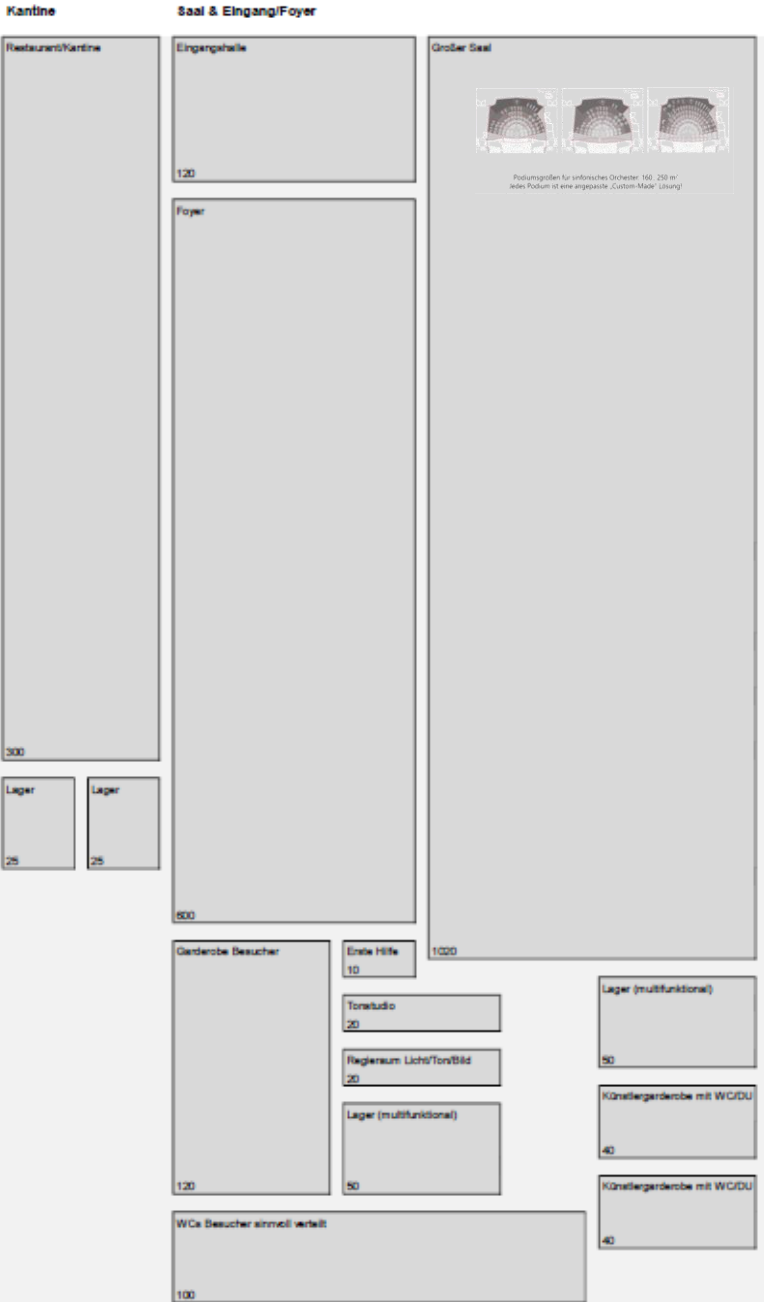 Kantine
Saal & Eingang/Foyer
Restaurant/Kantine
300
Lager
25
Lager
25
Eingangshalle
120
Foyer
600
Großer Saal
Podiumsgrößen für sinfonisches Orchester: 160 . 250 m²
Jedes Podium ist eine angepasste „Custom-Made“ Lösung!
1020
Garderobe Besucher
120
Erste Hilfe
10
Tonstudio
20
Regieraum Licht/Ton/Bild
20
Lager (multifunktional)
50
Lager (multifunktional)
50
Künstlergarderobe mit WC/DU
40
Künstlergarderobe mit WC/DU
40
WCs Besucher sinnvoll verteilt
100